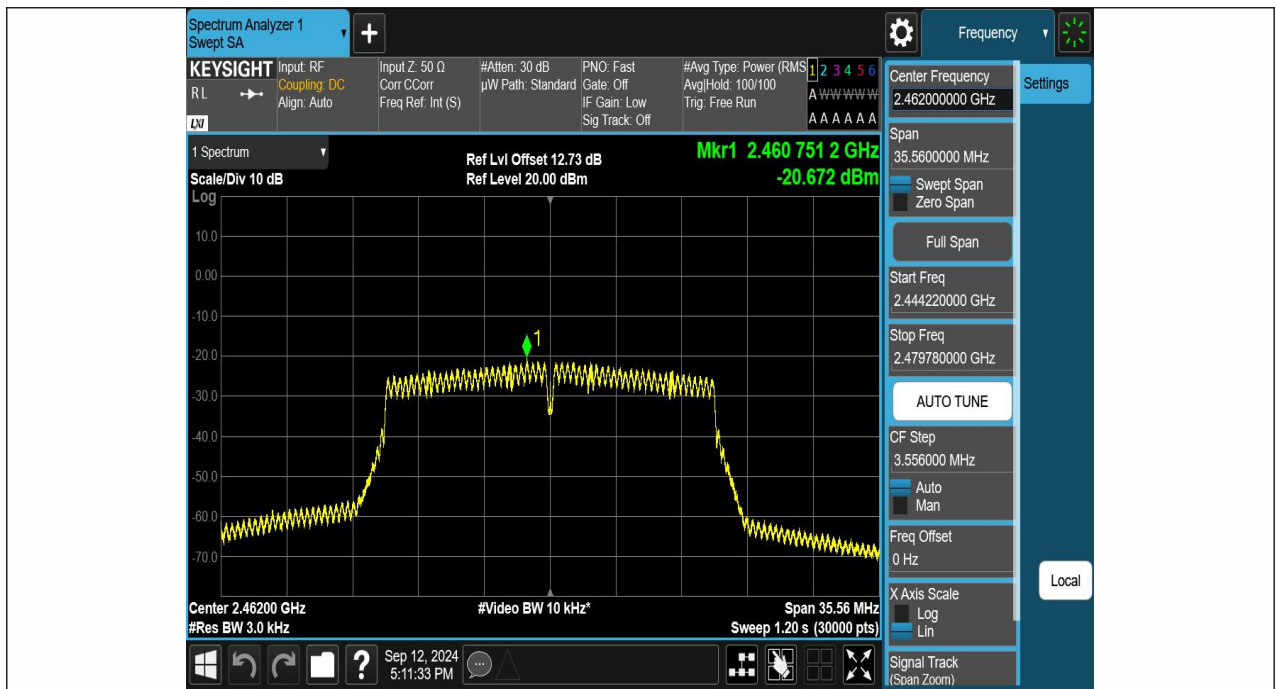 Spectrum Analyzer 1
Swept SA
+
Frequency
KEYSIGHT
RL
LXI
Input: RF
Coupling: DC
Align: Auto
Input Z: 50 Ω
Corr CCorr
Freq Ref: Int (S)
#Atten: 30 dB
µW Path: Standard
PNO: Fast
Gate: Off
IF Gain: Low
Sig Track: Off
#Avg Type: Power (RMS
Avg|Hold: 100/100
Trig: Free Run
1 2 3 4 5 6
A W W W W W
A A A A A A
1 Spectrum
Scale/Div 10 dB
Ref Lvl Offset 12.73 dB
Ref Level 20.00 dBm
Mkr1 2.460 751 2 GHz
-20.672 dBm
Log
10.0
0.00
-10.0
-20.0
-30.0
-40.0
-50.0
-60.0
-70.0
1
Center 2.46200 GHz
#Res BW 3.0 kHz
#Video BW 10 kHz*
Span 35.56 MHz
Sweep 1.20 s (30000 pts)
Center Frequency
2.462000000 GHz
Span
35.5600000 MHz
Swept Span
Zero Span
Full Span
Start Freq
2.444220000 GHz
Stop Freq
2.479780000 GHz
AUTO TUNE
CF Step
3.556000 MHz
Auto
Man
Freq Offset
0 Hz
X Axis Scale
Log
Lin
Signal Track
(Span Zoom)
Settings
Local
?
Sep 12, 2024
5:11:33 PM